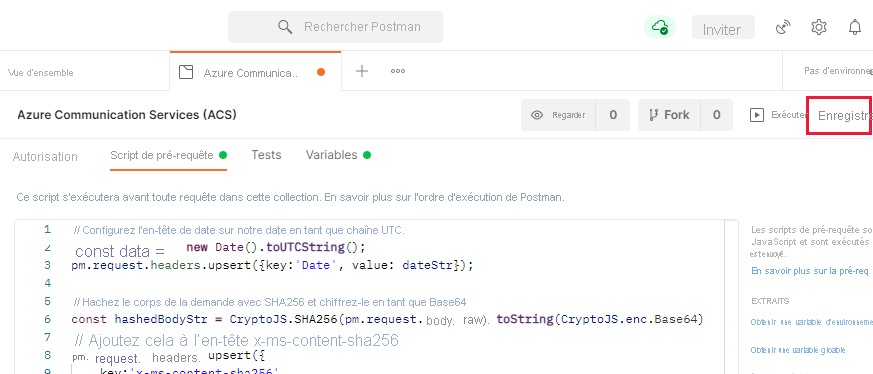 Rechercher Postman
Inviter
Vue d'ensemble
Azure Communica..
Pas d'environne
Azure Communication Services (ACS)
Regarder 0
Fork 0
Exécuter
Enregistre
Autorisation
Script de pré-requête
Tests
Variables
Ce script s'exécutera avant toute requête dans cette collection. En savoir plus sur l'ordre d'exécution de Postman.
1 // Configurez l'en-tête de date sur notre date en tant que chaîne UTC.
2 const data = new Date().toUTCString();
3 pm.request.headers.upsert({key:'Date', value: dateStr});
4
5 // Hachez le corps de la demande avec SHA256 et chiffrez-le en tant que Base64
6 const hashedBodyStr = CryptoJS.SHA256(pm.request. body. raw). toString(CryptoJS.enc.Base64)
7 // Ajoutez cela à l'en-tête x-ms-content-sha256
8 pm. request. headers. upsert({
key:'x-ms-content-sha256'
Les scripts de pré-requête so
JavaScript et sont exécutés
est envoyé.
En savoir plus sur la pré-req
EXTRAITS
Obtenir une variable d'environneme
Obtenir une variable globale